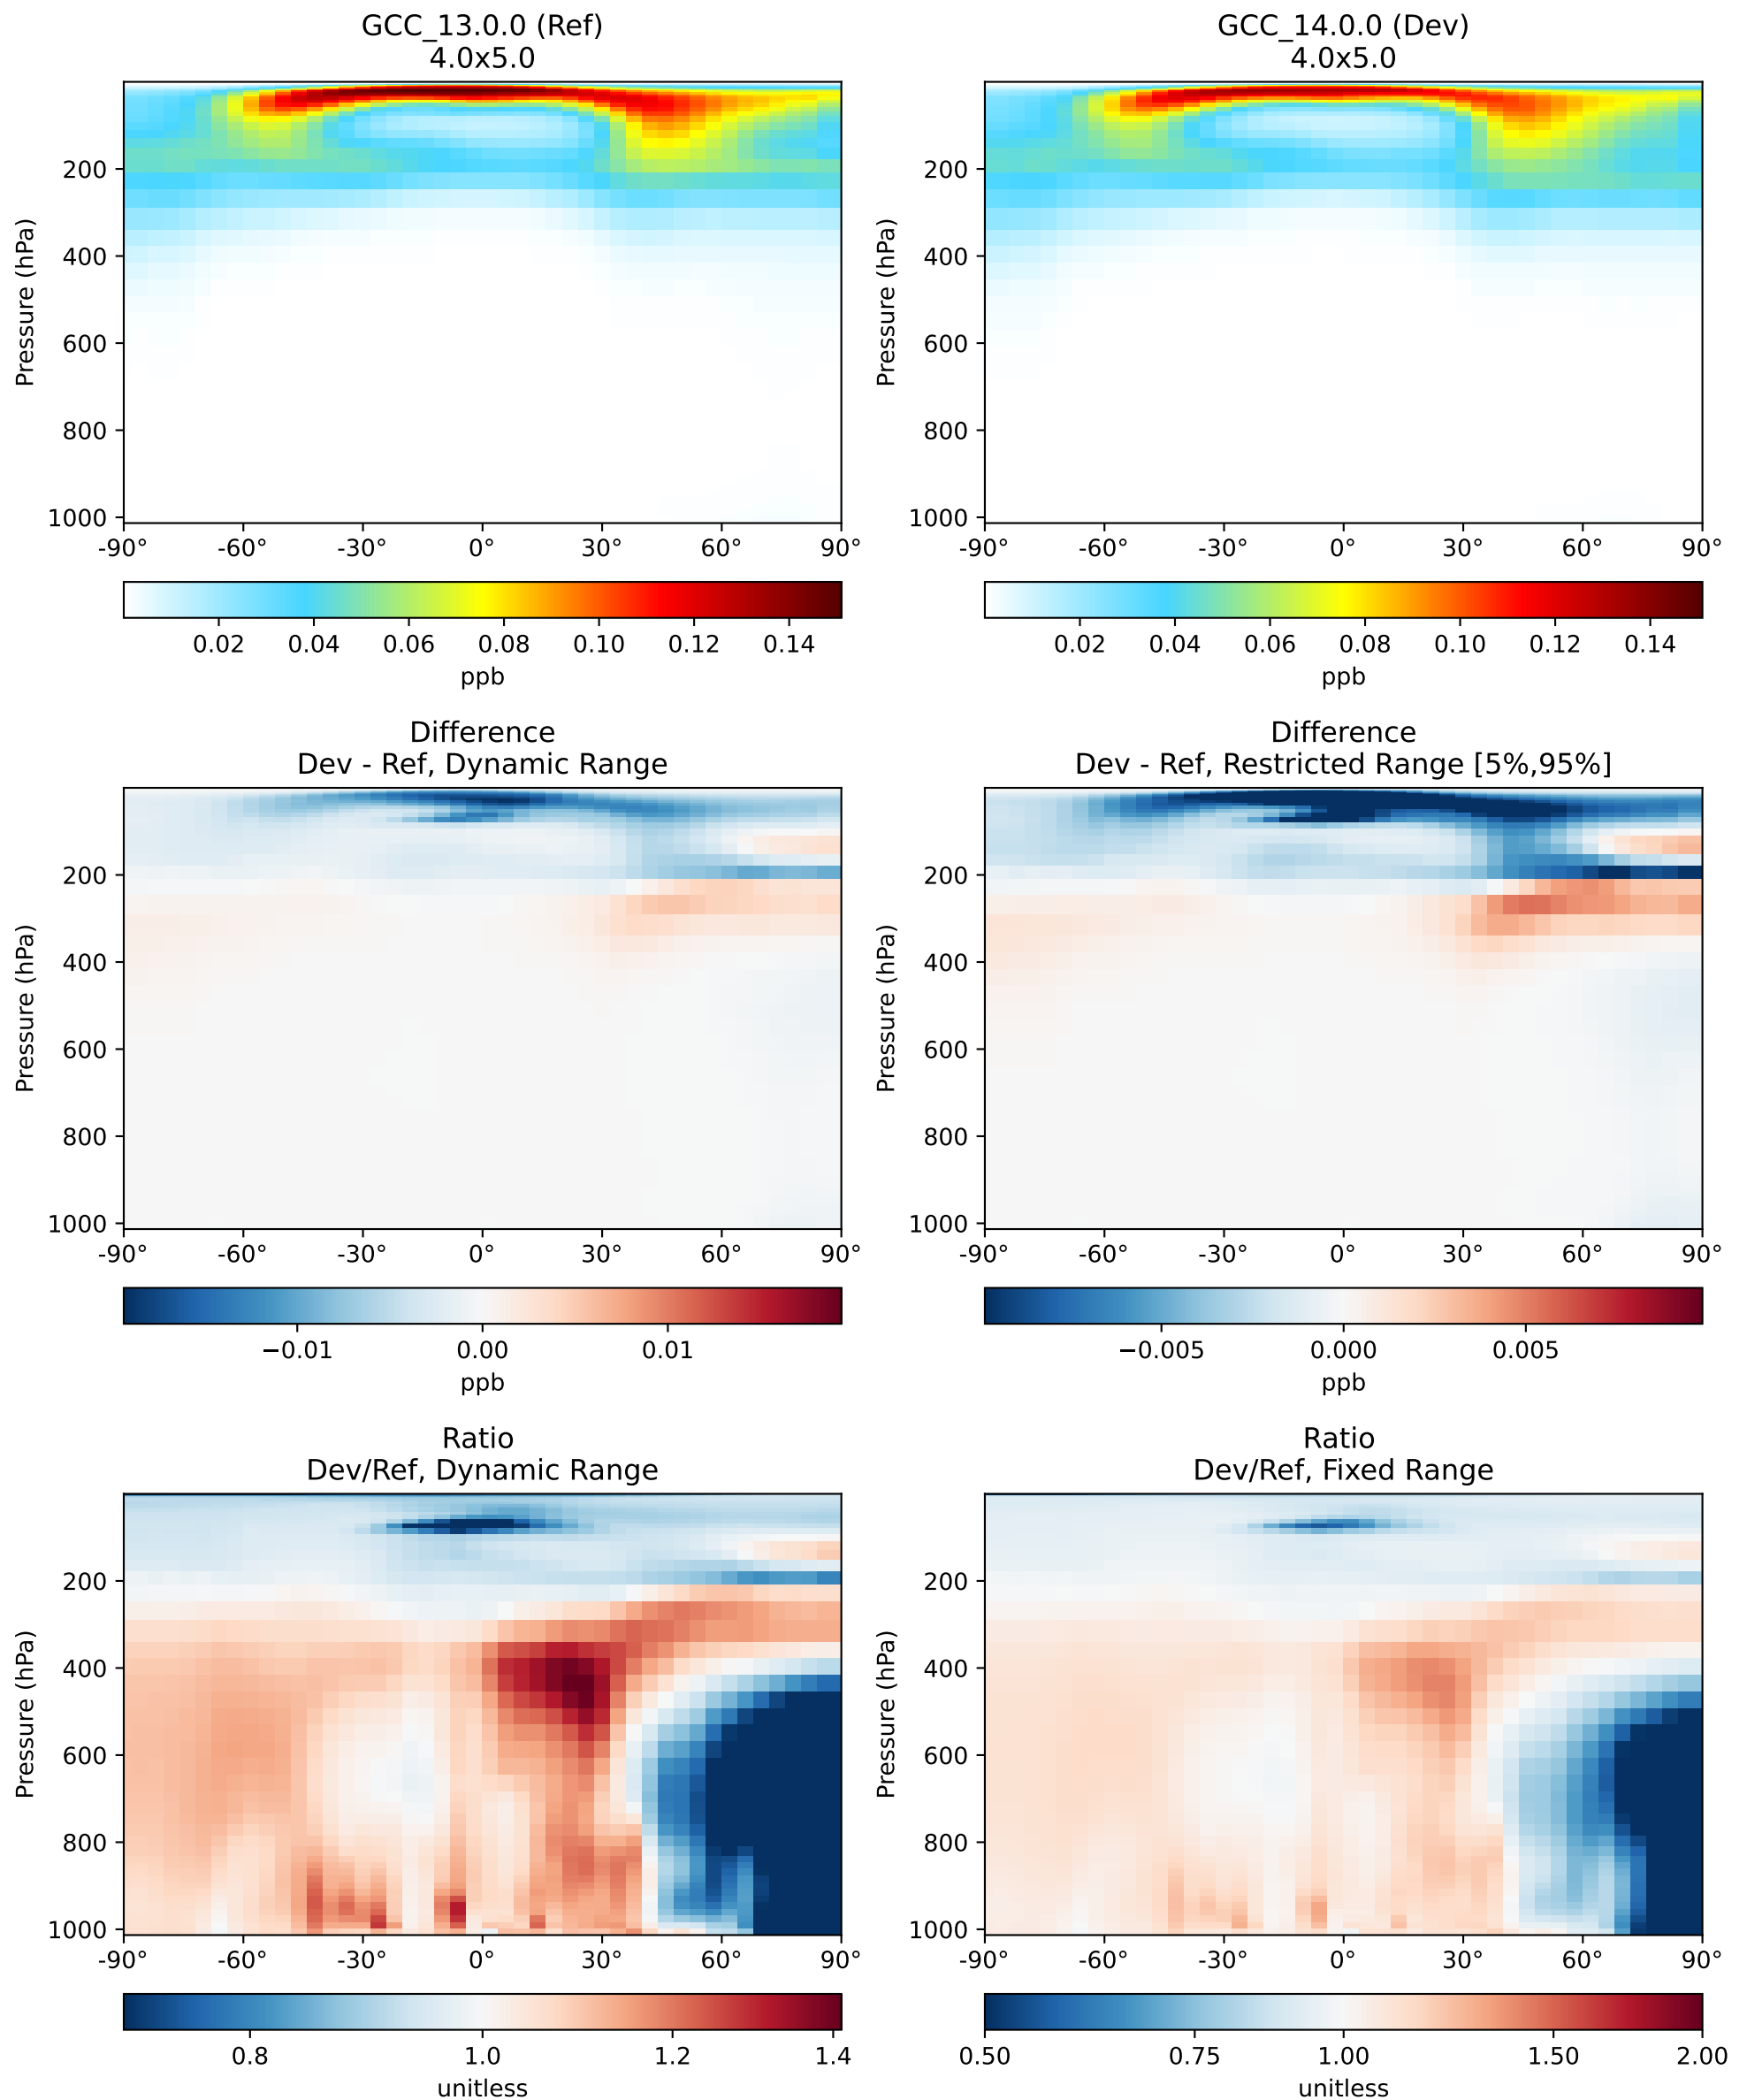 GCC_13.0.0 (Ref)
4.0x5.0
Pressure (hPa)
200
400
600
800
1000
-90° -60° -30° 0° 30° 60° 90°
0.02 0.04 0.06 0.08 0.10 0.12 0.14
ppb
GCC_14.0.0 (Dev)
4.0x5.0
Pressure (hPa)
200
400
600
800
1000
-90° -60° -30° 0° 30° 60° 90°
0.02 0.04 0.06 0.08 0.10 0.12 0.14
ppb
Difference
Dev - Ref, Dynamic Range
Pressure (hPa)
200
400
600
800
1000
-90° -60° -30° 0° 30° 60° 90°
−0.01 0.00 0.01
ppb
Difference
Dev - Ref, Restricted Range [5%,95%]
Pressure (hPa)
200
400
600
800
1000
-90° -60° -30° 0° 30° 60° 90°
−0.005 0.000 0.005
ppb
Ratio
Dev/Ref, Dynamic Range
Pressure (hPa)
200
400
600
800
1000
-90° -60° -30° 0° 30° 60° 90°
0.8 1.0 1.2 1.4
unitless
Ratio
Dev/Ref, Fixed Range
Pressure (hPa)
200
400
600
800
1000
-90° -60° -30° 0° 30° 60° 90°
0.50 0.75 1.00 1.50 2.00
unitless